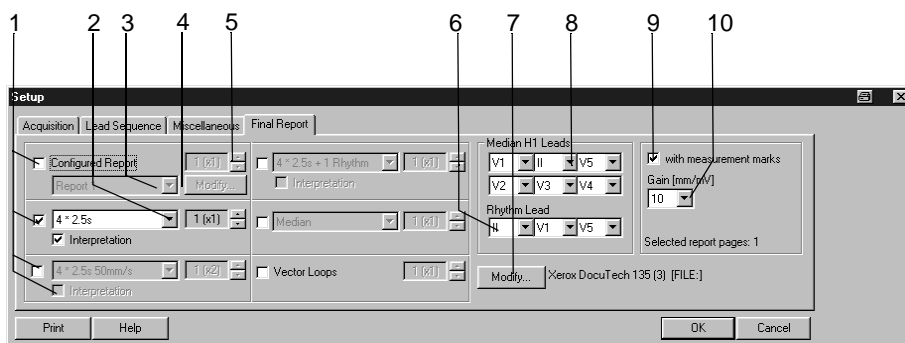 1 2 3 4 5 6 7 8 9 10
Setup
Acquisition Lead Sequence Miscellaneous Final Report
Configured Report 1 (x1)
Report Modify...
4 * 2.5s 1 (x1)
Interpretation
4 * 2.5s 50mm/s 1 (x2)
Interpretation
4 * 2.5s + 1 Rhythm 1 (x1)
Interpretation
Median 1 (x1)
Vector Loops 1 (x1)
Median H1 Leads
V1 II V5
V2 V3 V4
Rhythm Lead
II V1 V5
with measurement marks
Gain [mm/mV]
10
Selected report pages: 1
Modify... Xerox DocuTech 135 (3) [FILE:]
Print Help OK Cancel